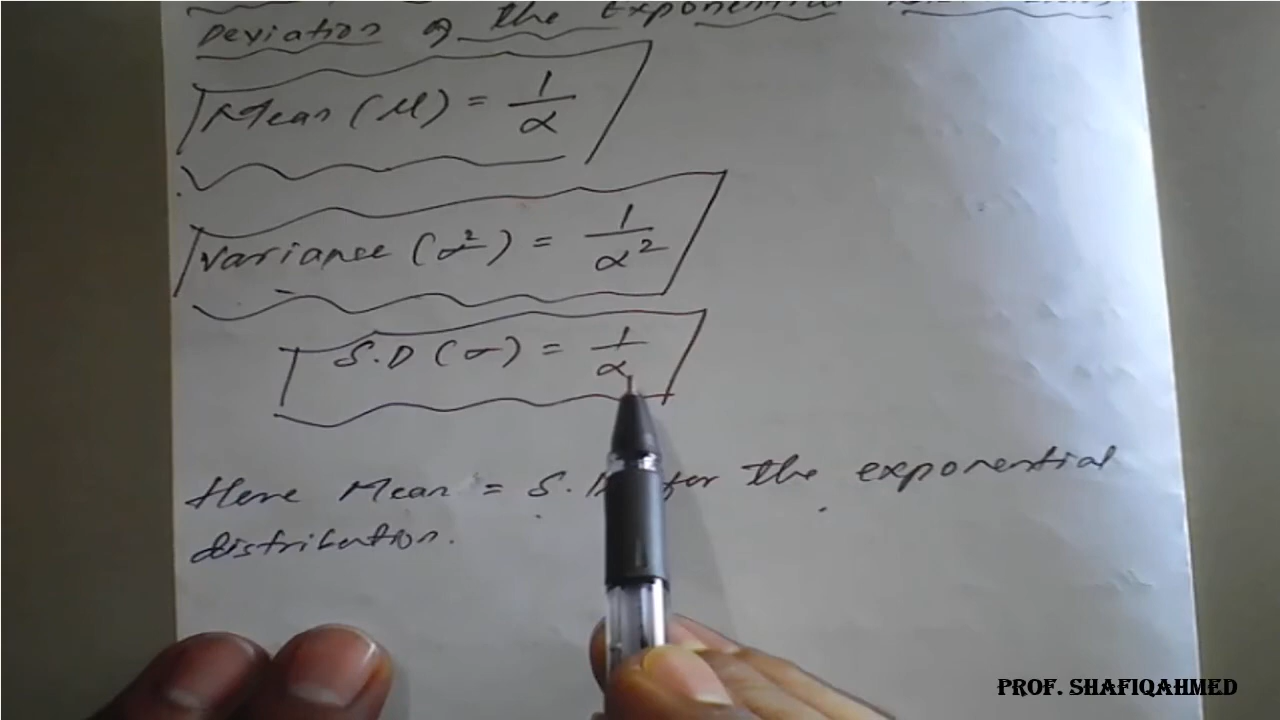 Deviation of the Exponential
Mean (μ) = 1/α
Variance (σ²) = 1/α²
S.D (σ) = 1/α
Here Mean = S.D for the exponential
distribution.
PROF. SHAFIQAHMED